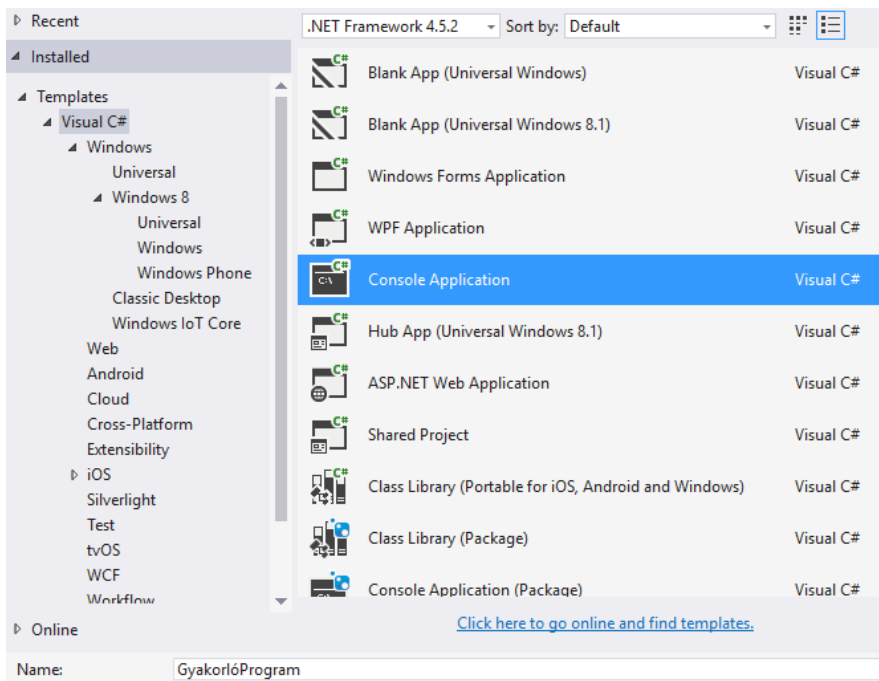 Recent
.NET Framework 4.5.2 Sort by: Default
Installed
Templates
Visual C#
Windows
Universal
Windows 8
Universal
Windows
Windows Phone
Classic Desktop
Windows IoT Core
Web
Android
Cloud
Cross-Platform
Extensibility
iOS
Silverlight
Test
tvOS
WCF
Workflow
Online
C# Blank App (Universal Windows) Visual C#
C# Blank App (Universal Windows 8.1) Visual C#
C# Windows Forms Application Visual C#
C# WPF Application Visual C#
C# C:\ Console Application Visual C#
C# Hub App (Universal Windows 8.1) Visual C#
C# ASP.NET Web Application Visual C#
C# Shared Project Visual C#
C# Class Library (Portable for iOS, Android and Windows) Visual C#
Class Library (Package) Visual C#
Console Application (Package) Visual C#
Click here to go online and find templates.
Name: GyakorlóProgram